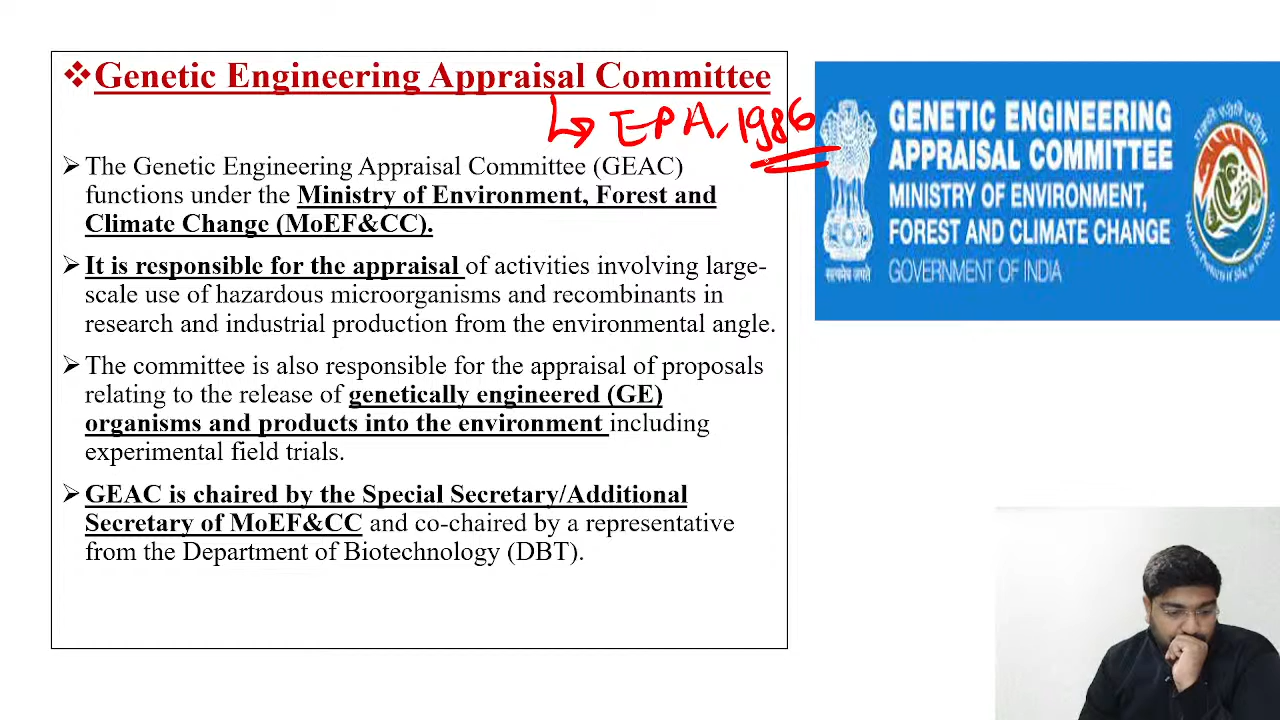 ❖Genetic Engineering Appraisal Committee
EPA, 1986
➢ The Genetic Engineering Appraisal Committee (GEAC)
functions under the Ministry of Environment, Forest and
Climate Change (MoEF&CC).
➢ It is responsible for the appraisal of activities involving large-
scale use of hazardous microorganisms and recombinants in
research and industrial production from the environmental angle.
➢ The committee is also responsible for the appraisal of proposals
relating to the release of genetically engineered (GE)
organisms and products into the environment including
experimental field trials.
➢ GEAC is chaired by the Special Secretary/Additional
Secretary of MoEF&CC and co-chaired by a representative
from the Department of Biotechnology (DBT).
GENETIC ENGINEERING
APPRAISAL COMMITTEE
MINISTRY OF ENVIRONMENT,
FOREST AND CLIMATE CHANGE
GOVERNMENT OF INDIA
सत्यमेव जयते